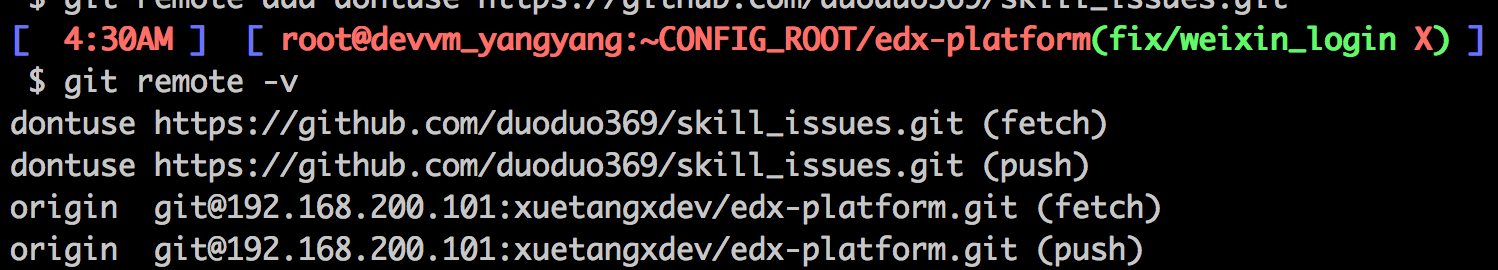 $ git remote add dontuse https://github.com/duoduo369/skill_issues.git
[ 4:30AM ] [ root@devvm_yangyang:~CONFIG_ROOT/edx-platform(fix/weixin_login X) ]
$ git remote -v
dontuse https://github.com/duoduo369/skill_issues.git (fetch)
dontuse https://github.com/duoduo369/skill_issues.git (push)
origin git@192.168.200.101:xuetangxdev/edx-platform.git (fetch)
origin git@192.168.200.101:xuetangxdev/edx-platform.git (push)